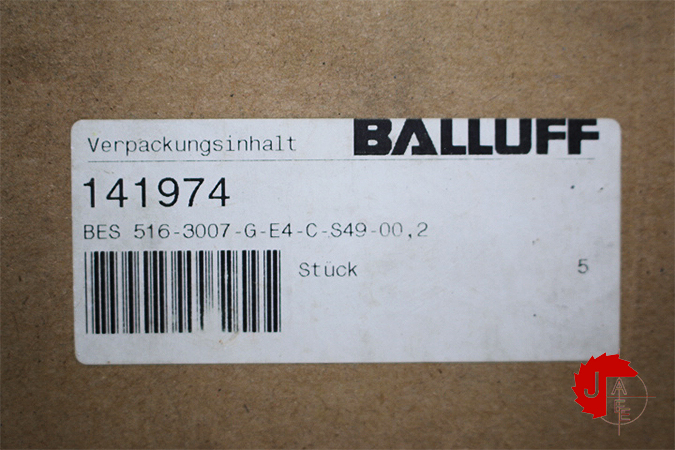 Verpackungsinhalt BALLUFF
141974
BES 516-3007-G-E4-C-S49-00,2
Stück 5
J